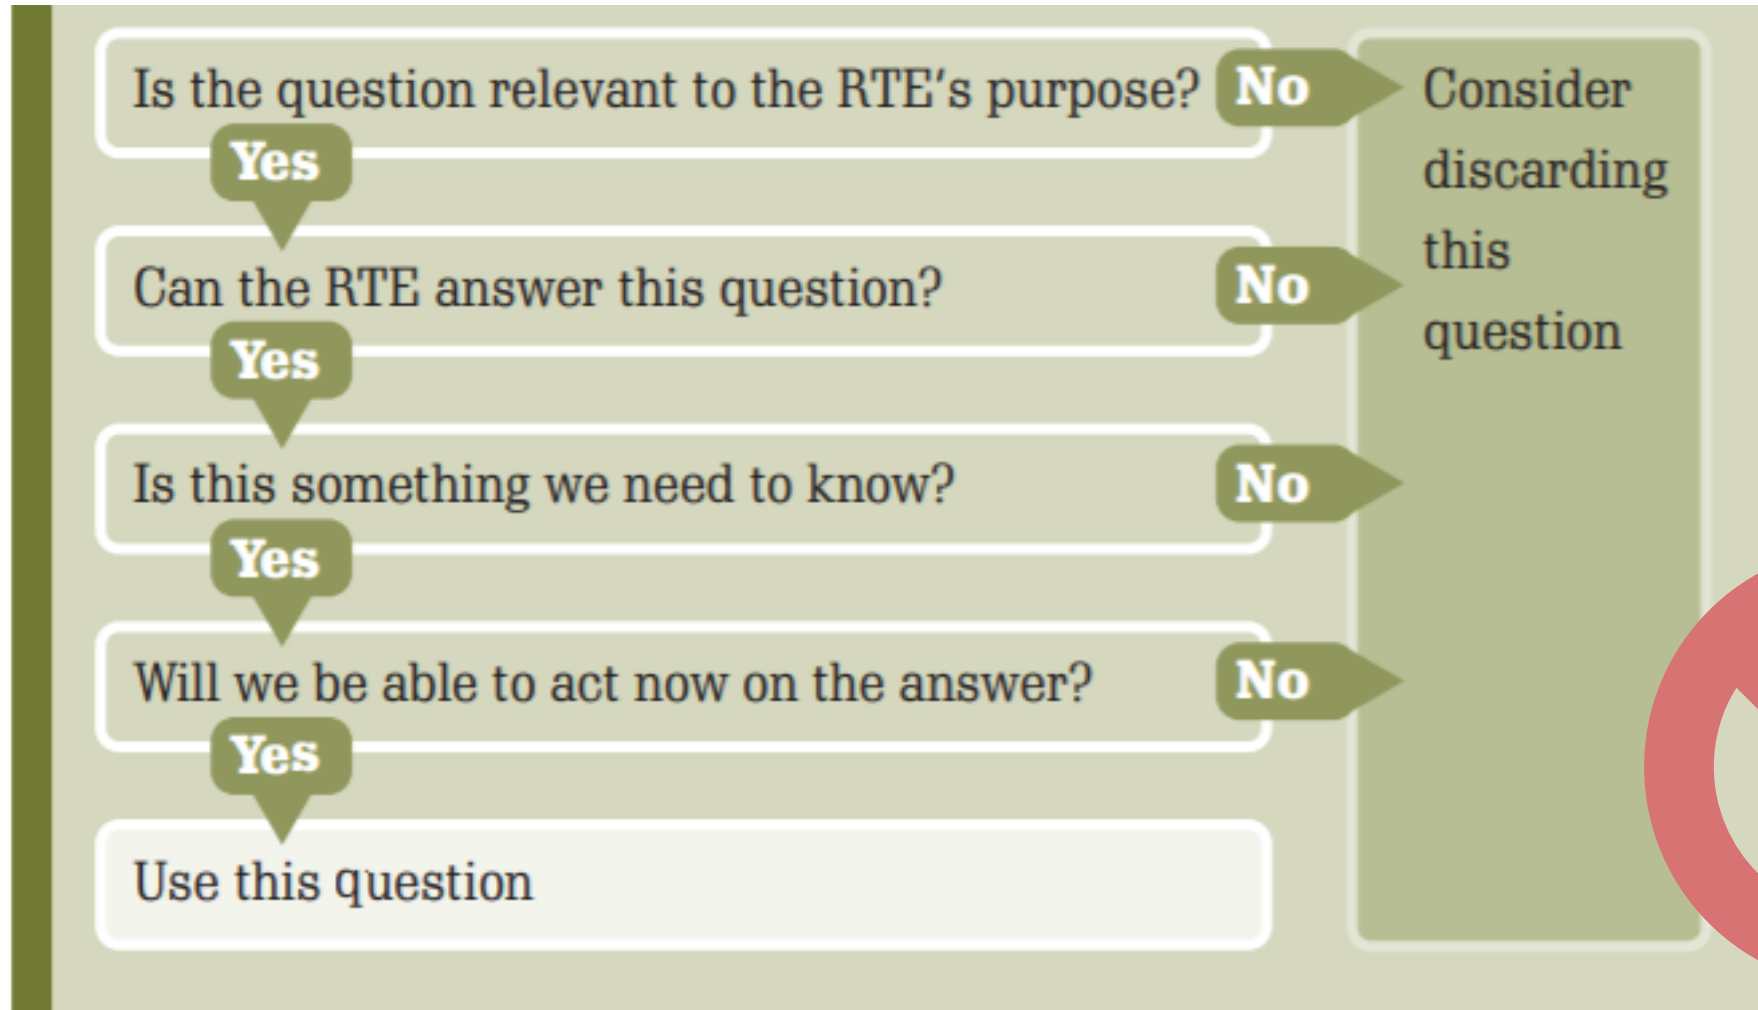 Is the question relevant to the RTE's purpose?
No
Consider
discarding
this
question
Yes
Can the RTE answer this question?
No
Yes
Is this something we need to know?
No
Yes
Will we be able to act now on the answer?
No
Yes
Use this question